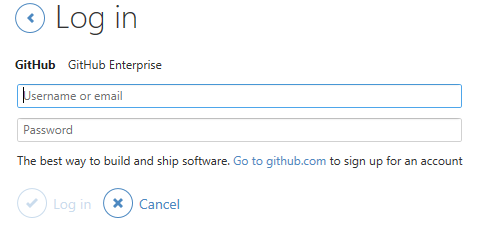 Log in
GitHub GitHub Enterprise
Username or email
Password
The best way to build and ship software. Go to github.com to sign up for an account
Log in Cancel